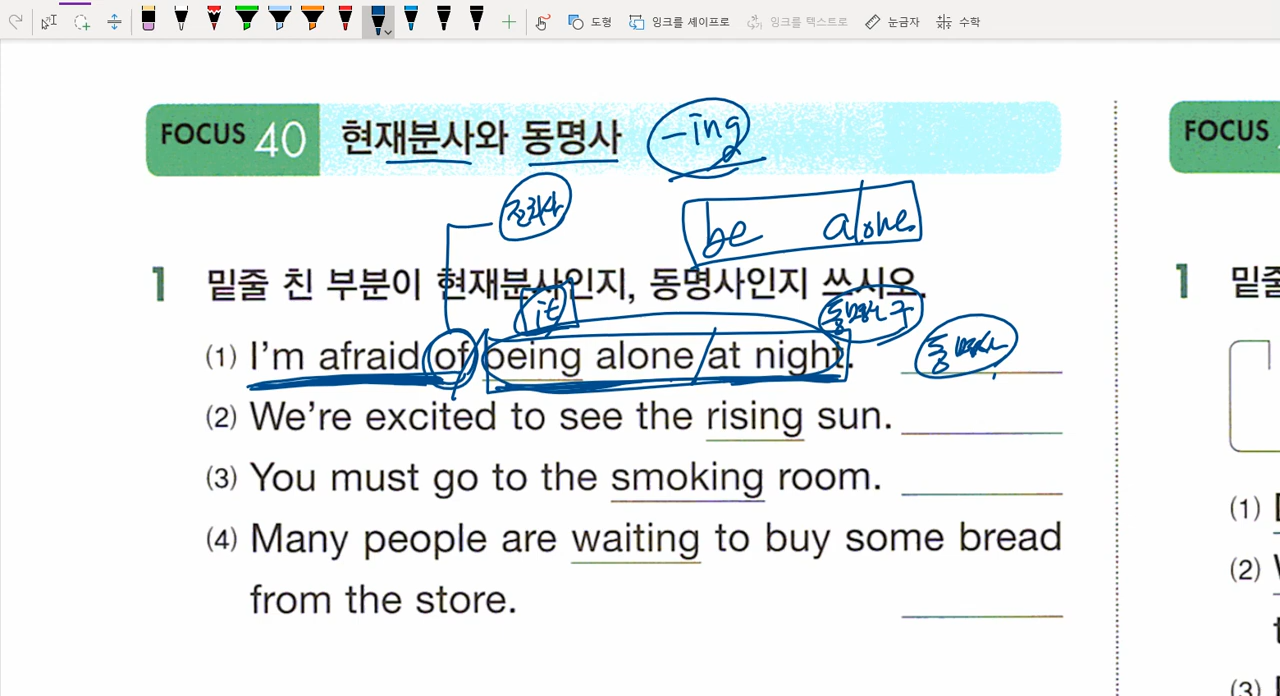 도형 잉크를 셰이프로 잉크를 텍스트로 눈금자 수학
FOCUS 40 현재분사와 동명사 -ing
FOCUS
전치사
be alone
1 밑줄 친 부분이 현재분사인지, 동명사인지 쓰시오.
1 밑줄
it
동명사구
(1) I'm afraid of being alone / at night. 동명사
(2) We're excited to see the rising sun.
(3) You must go to the smoking room.
(1)
(4) Many people are waiting to buy some bread
(2)
from the store.
(3)